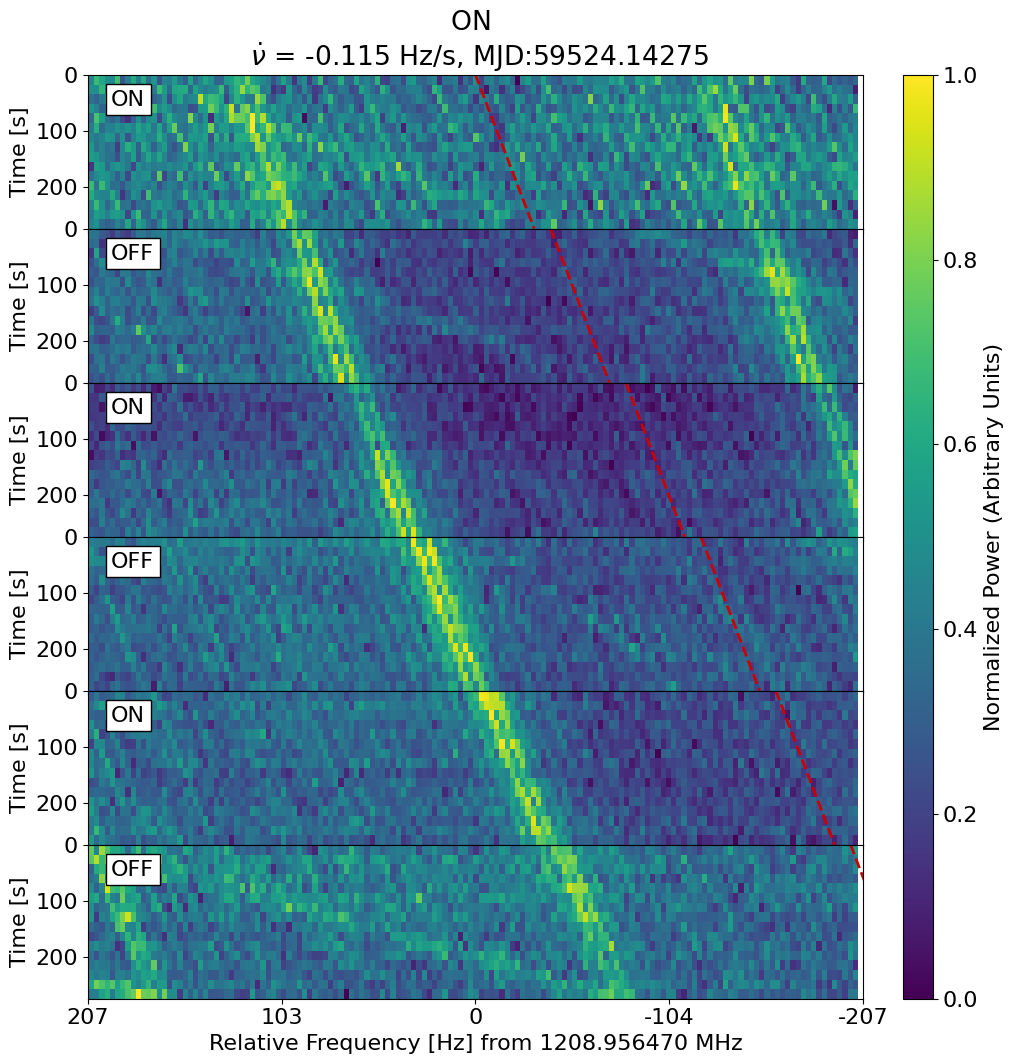 ON
ν̇ = -0.115 Hz/s, MJD:59524.14275
0
100
200
Time [s]
ON
0
100
200
Time [s]
OFF
0
100
200
Time [s]
ON
0
100
200
Time [s]
OFF
0
100
200
Time [s]
ON
0
100
200
Time [s]
OFF
207 103 0 -104 -207
Relative Frequency [Hz] from 1208.956470 MHz
1.0
0.8
0.6
0.4
0.2
0.0
Normalized Power (Arbitrary Units)